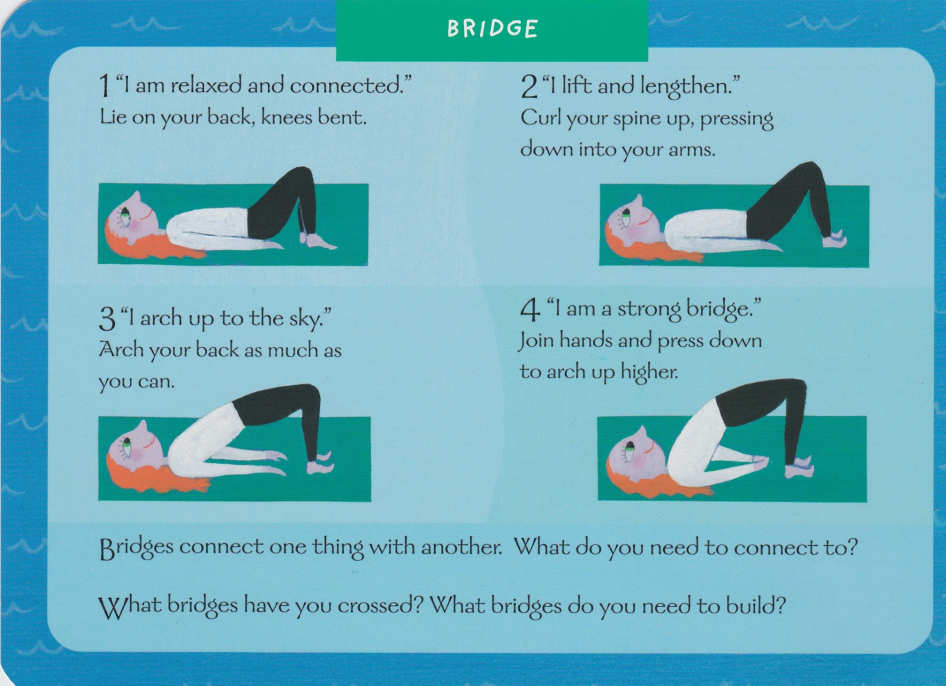 BRIDGE
1 “I am relaxed and connected.”
Lie on your back, knees bent.
2 “I lift and lengthen.”
Curl your spine up, pressing
down into your arms.
3 “I arch up to the sky.”
Arch your back as much as
you can.
4 “I am a strong bridge.”
Join hands and press down
to arch up higher.
Bridges connect one thing with another. What do you need to connect to?
What bridges have you crossed? What bridges do you need to build?